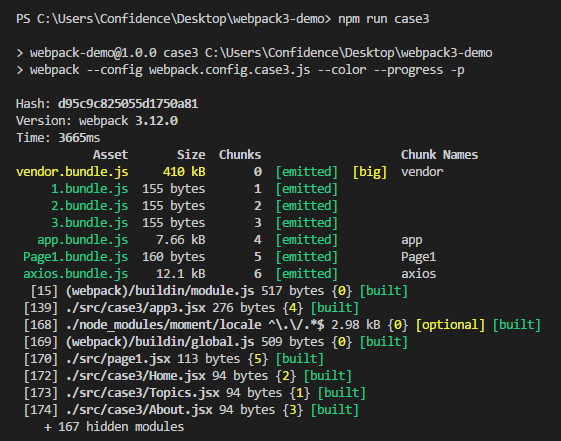 PS C:\Users\Confidence\Desktop\webpack3-demo> npm run case3
> webpack-demo@1.0.0 case3 C:\Users\Confidence\Desktop\webpack3-demo
> webpack --config webpack.config.case3.js --color --progress -p
Hash: d95c9c825055d1750a81
Version: webpack 3.12.0
Time: 3665ms
Asset Size Chunks Chunk Names
vendor.bundle.js 410 kB 0 [emitted] [big] vendor
1.bundle.js 155 bytes 1 [emitted]
2.bundle.js 155 bytes 2 [emitted]
3.bundle.js 155 bytes 3 [emitted]
app.bundle.js 7.66 kB 4 [emitted] app
Page1.bundle.js 160 bytes 5 [emitted] Page1
axios.bundle.js 12.1 kB 6 [emitted] axios
[15] (webpack)/buildin/module.js 517 bytes {0} [built]
[139] ./src/case3/app3.jsx 276 bytes {4} [built]
[168] ./node_modules/moment/locale ^\.\/.*$ 2.98 kB {0} [optional] [built]
[169] (webpack)/buildin/global.js 509 bytes {0} [built]
[170] ./src/page1.jsx 113 bytes {5} [built]
[172] ./src/case3/Home.jsx 94 bytes {2} [built]
[173] ./src/case3/Topics.jsx 94 bytes {1} [built]
[174] ./src/case3/About.jsx 94 bytes {3} [built]
+ 167 hidden modules